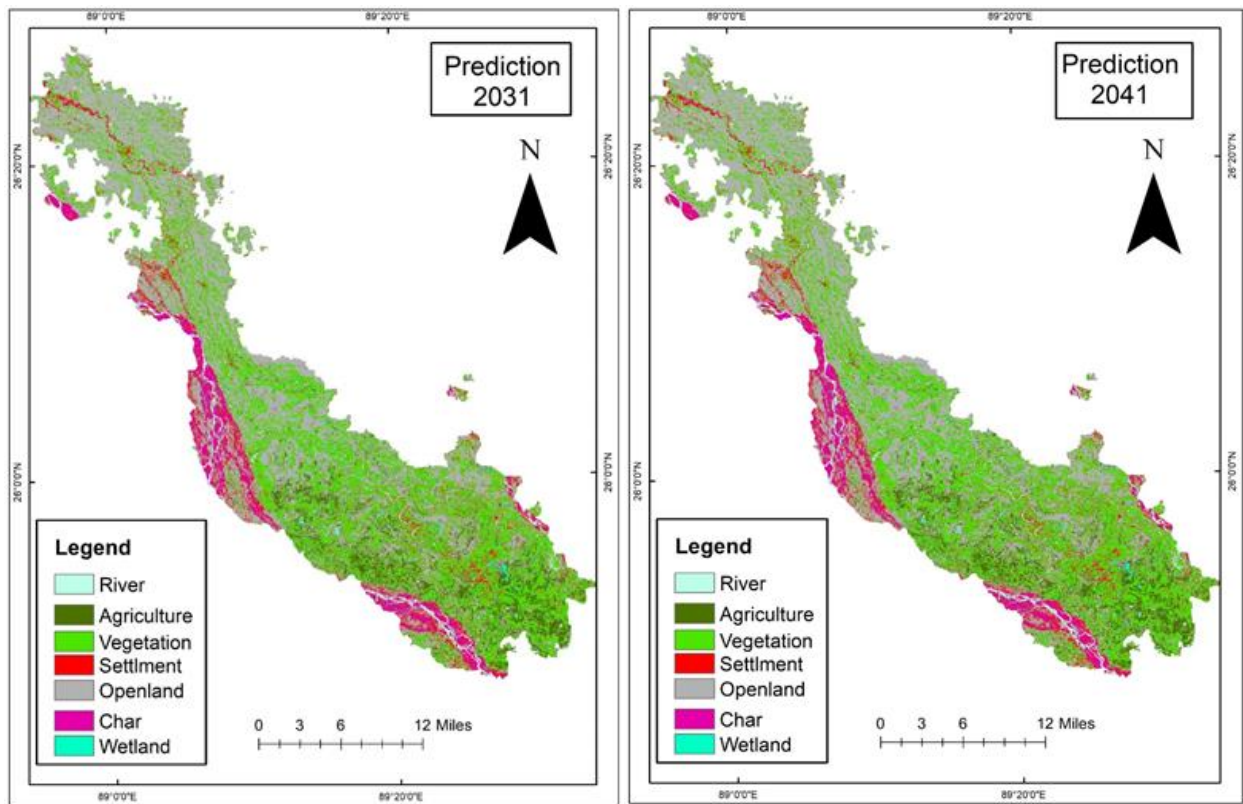 89°0'0"E
89°20'0"E
Prediction
2031
N
26°20'0"N
26°20'0"N
26°0'0"N
26°0'0"N
Legend
River
Agriculture
Vegetation
Settlment
Openland
Char
Wetland
0 3 6 12 Miles
89°0'0"E
89°20'0"E
89°0'0"E
89°20'0"E
Prediction
2041
N
26°20'0"N
26°20'0"N
26°0'0"N
26°0'0"N
Legend
River
Agriculture
Vegetation
Settlment
Openland
Char
Wetland
0 3 6 12 Miles
89°0'0"E
89°20'0"E